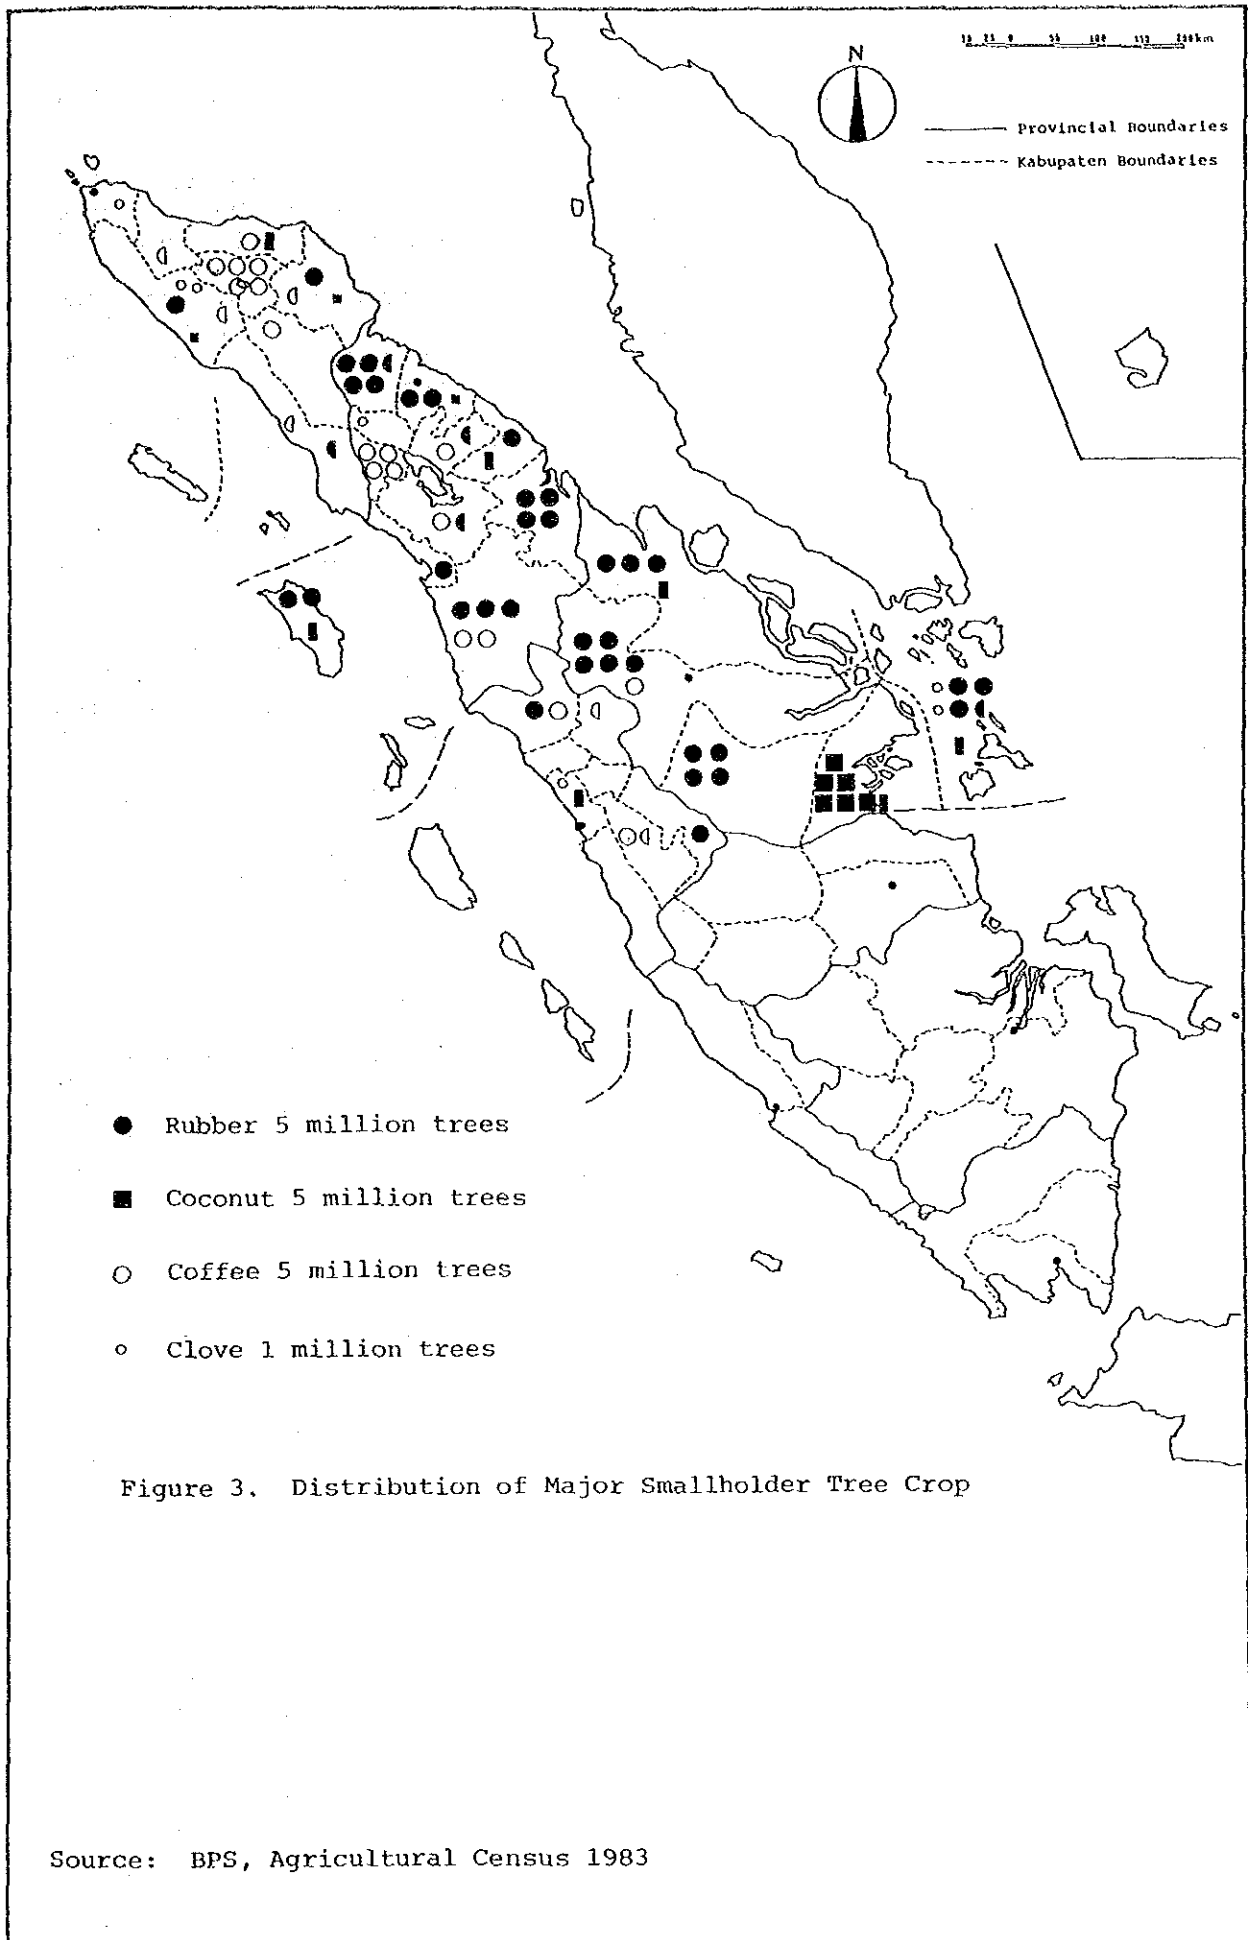 N
Provincial Boundaries
Kabupaten Boundaries
Rubber 5 million trees
Coconut 5 million trees
Coffee 5 million trees
Clove 1 million trees
Figure 3. Distribution of Major Smallholder Tree Crop
Source: BPS, Agricultural Census 1983